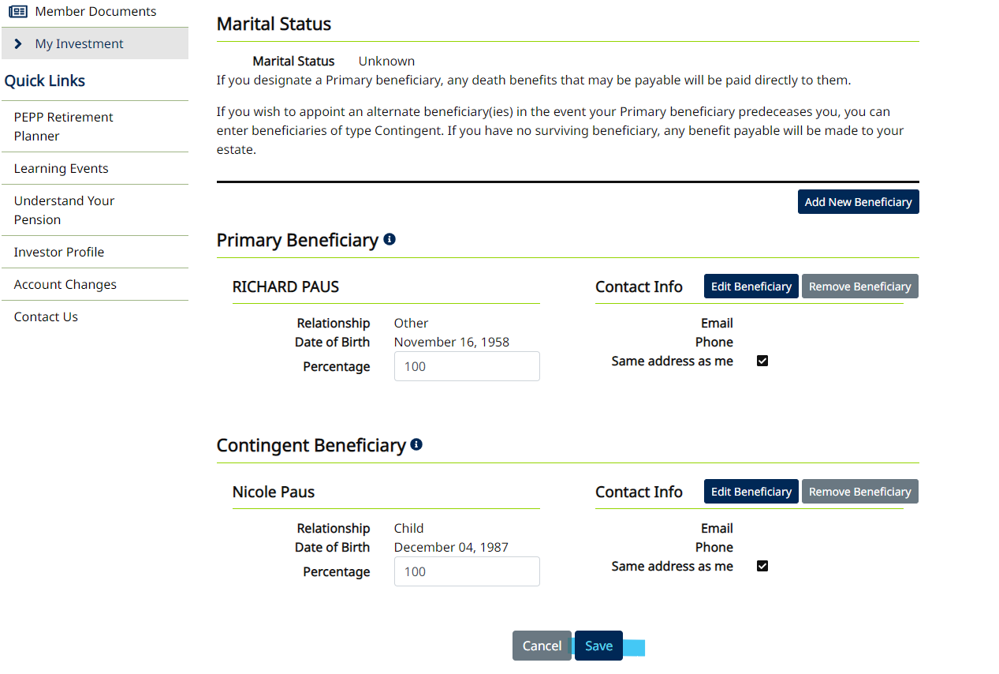 Member Documents
My Investment
Quick Links
PEPP Retirement
Planner
Learning Events
Understand Your
Pension
Investor Profile
Account Changes
Contact Us
Marital Status
Marital Status Unknown
If you designate a Primary beneficiary, any death benefits that may be payable will be paid directly to them.
If you wish to appoint an alternate beneficiary(ies) in the event your Primary beneficiary predeceases you, you can
enter beneficiaries of type Contingent. If you have no surviving beneficiary, any benefit payable will be made to your
estate.
Add New Beneficiary
Primary Beneficiary
RICHARD PAUS
Relationship Other
Date of Birth November 16, 1958
Percentage 100
Contact Info Edit Beneficiary Remove Beneficiary
Email
Phone
Same address as me
Contingent Beneficiary
Nicole Paus
Relationship Child
Date of Birth December 04, 1987
Percentage 100
Contact Info Edit Beneficiary Remove Beneficiary
Email
Phone
Same address as me
Cancel Save